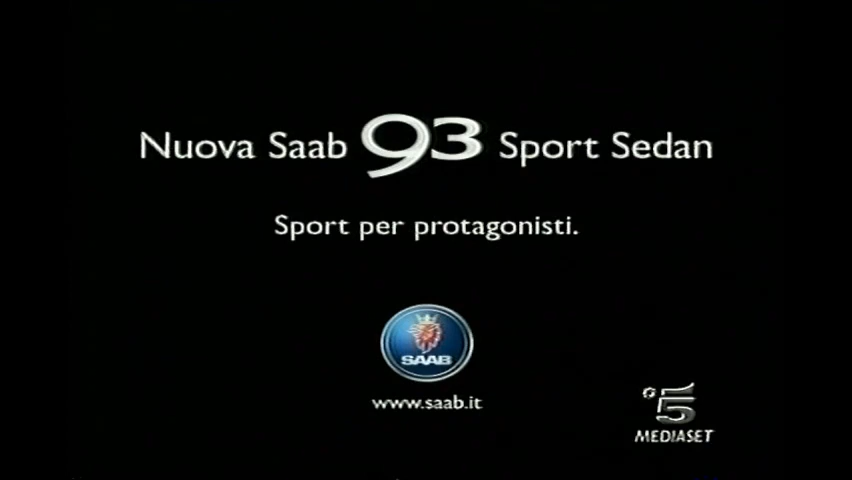 Nuova Saab 93 Sport Sedan
Sport per protagonisti.
SAAB
www.saab.it
5
MEDIASET